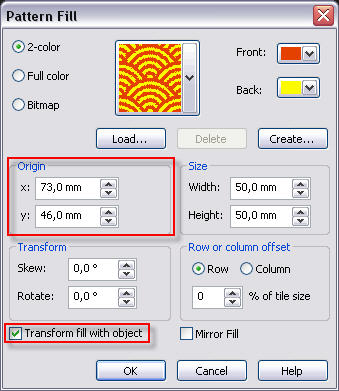 Pattern Fill
2-color
Full color
Bitmap
Front:
Back:
Load... Delete Create...
Origin
x: 73,0 mm
y: 46,0 mm
Size
Width: 50,0 mm
Height: 50,0 mm
Transform
Skew: 0,0 °
Rotate: 0,0 °
Row or column offset
Row Column
0 % of tile size
Transform fill with object
Mirror Fill
OK Cancel Help